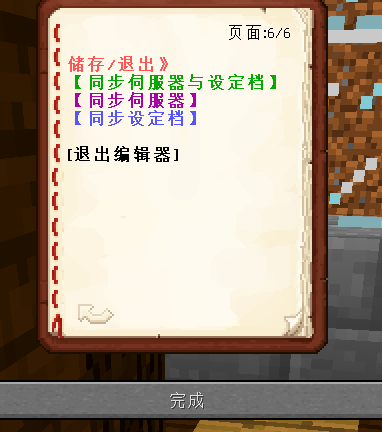 页面:6/6
储存/退出》
【同步伺服器与设定档】
【同步伺服器】
【同步设定档】
[退出编辑器]
完成